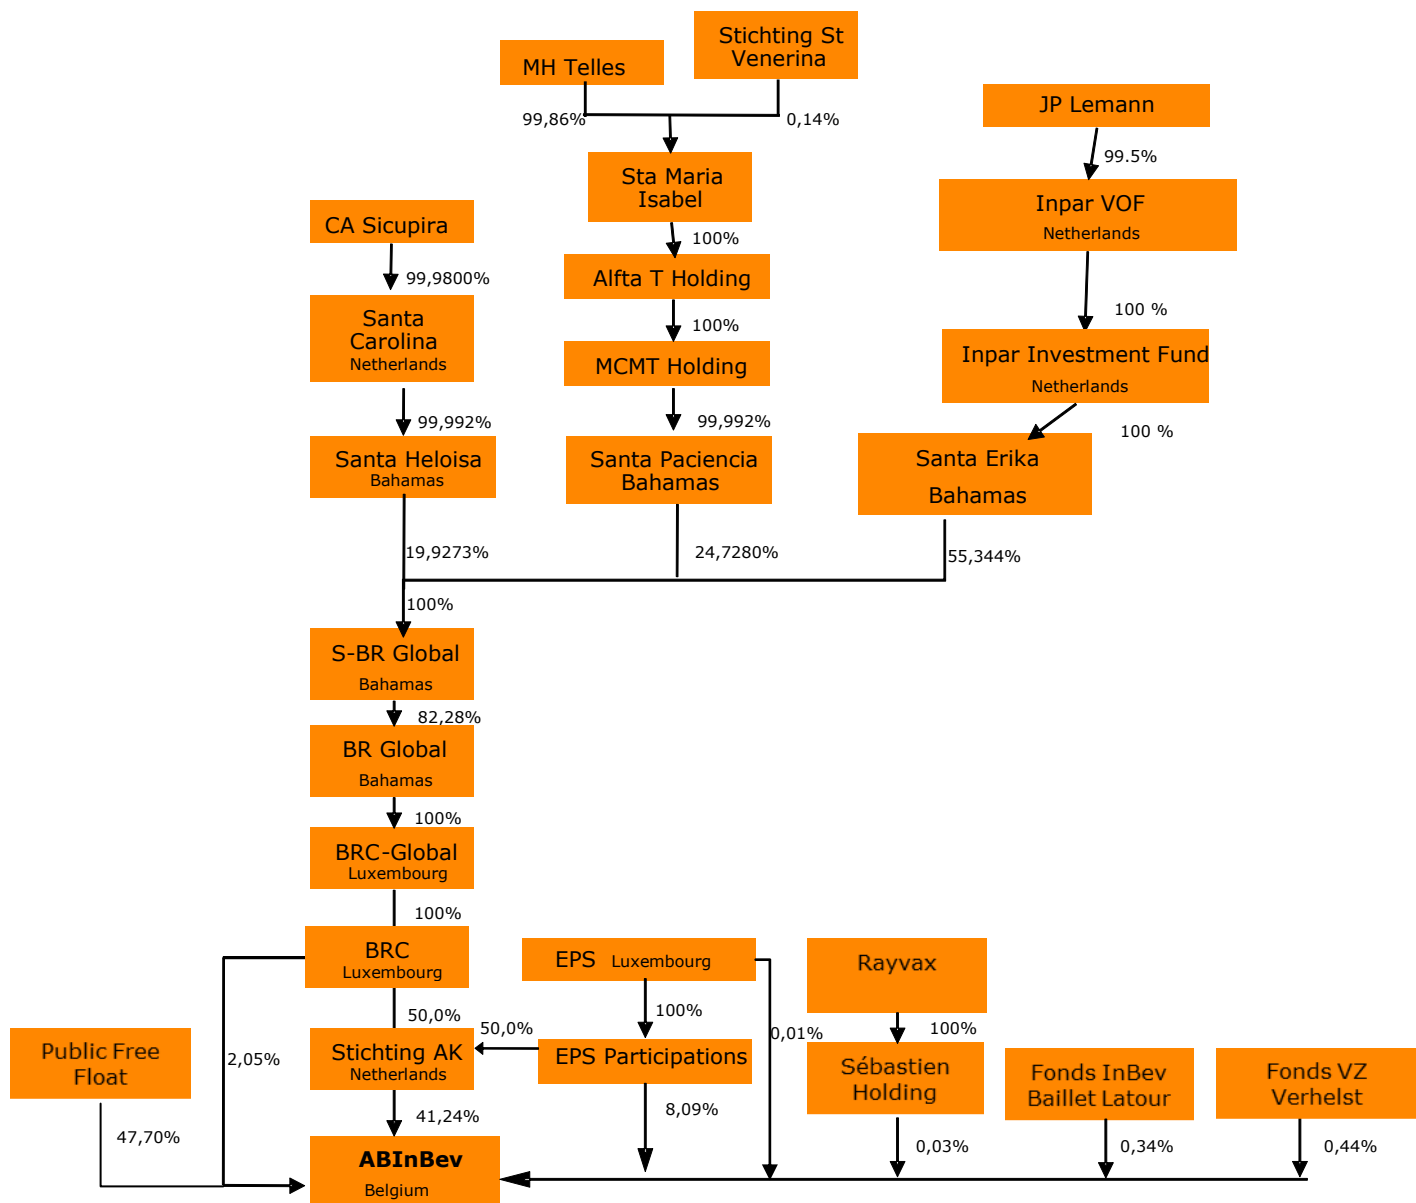 Stichting St
Venerina
MH Telles
JP Lemann
99,86%
0,14%
99.5%
Sta Maria
Isabel
Inpar VOF
Netherlands
CA Sicupira
100%
99,9800%
Alfta T Holding
100 %
Santa
Carolina
Netherlands
100%
MCMT Holding
Inpar Investment Fund
Netherlands
99,992%
99,992%
100 %
Santa Heloisa
Bahamas
Santa Paciencia
Bahamas
Santa Erika
Bahamas
19,9273%
24,7280%
55,344%
100%
S-BR Global
Bahamas
82,28%
BR Global
Bahamas
100%
BRC-Global
Luxembourg
100%
BRC
Luxembourg
EPS Luxembourg
Rayvax
50,0%
50,0%
100%
0,01%
100%
Public Free
Float
2,05%
Stichting AK
Netherlands
EPS Participations
Sébastien
Holding
Fonds InBev
Baillet Latour
Fonds VZ
Verhelst
47,70%
41,24%
8,09%
0,03%
0,34%
0,44%
ABInBev
Belgium